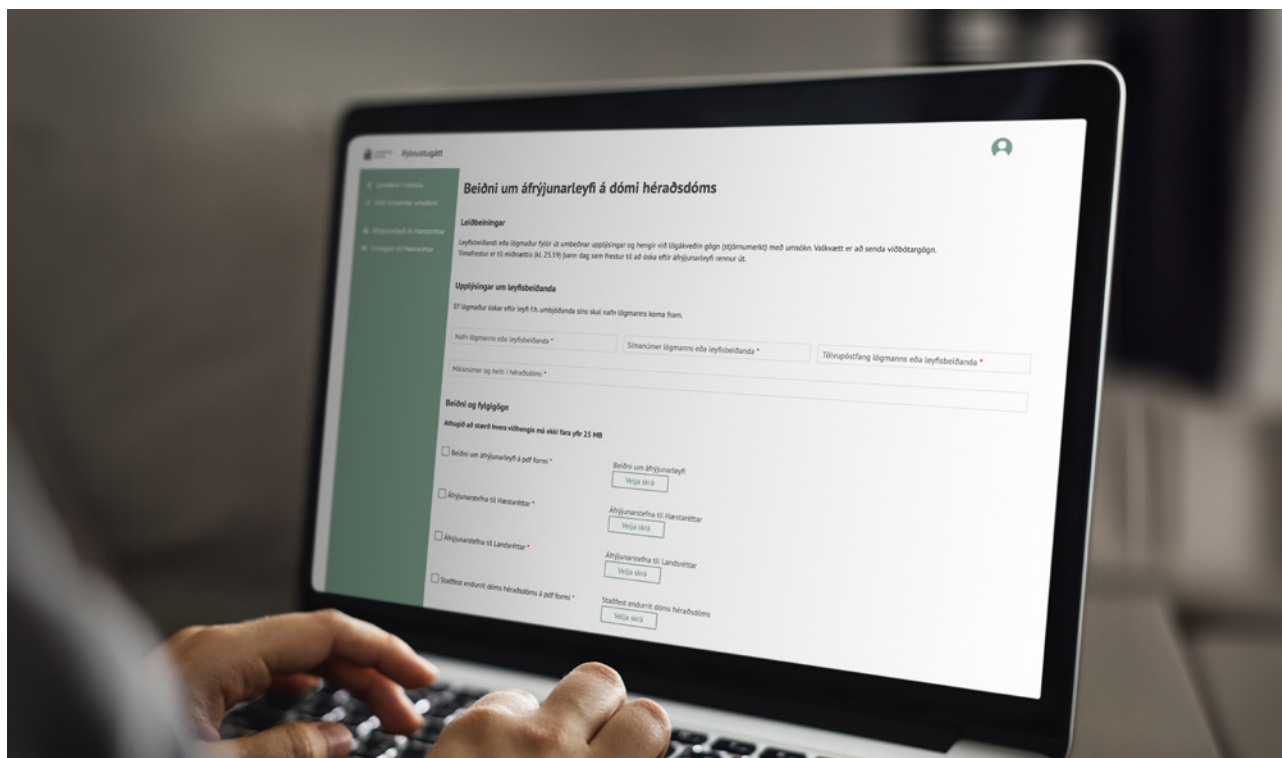 Þjónustugátt
Umsóknir í vinnslu
Áfrýjunarleyfi til Hæstaréttar
Beiðni um áfrýjunarleyfi á dómi héraðsdóms
Leiðbeiningar
Leyfisbeiðandi eða lögmaður fyllir út umbeðnar upplýsingar og hengir við lögákveðin gögn (stjörnumerkt) með umsókn. Valkvætt er að senda viðbótargögn.
Tímafrestur er til miðnættis (kl. 23.59) þann dag sem frestur til að óska eftir áfrýjunarleyfi rennur út.
Upplýsingar um leyfisbeiðanda
Ef lögmaður óskar eftir leyfi f.h. umbjóðanda síns skal nafn lögmanns koma fram.
Nafn lögmanns eða leyfisbeiðanda * Símanúmer lögmanns eða leyfisbeiðanda * Tölvupóstfang lögmanns eða leyfisbeiðanda *
Málsnúmer og heiti í héraðsdómi *
Beiðni og fylgigögn
Athugið að stærð hvers viðhengis má ekki fara yfir 25 MB
Beiðni um áfrýjunarleyfi á pdf formi * Beiðni um áfrýjunarleyfi
Velja skrá
Áfrýjunarstefna til Hæstaréttar * Áfrýjunarstefna til Hæstaréttar
Velja skrá
Áfrýjunarstefna til Landsréttar * Áfrýjunarstefna til Landsréttar
Velja skrá
Staðfest endurrit dóms héraðsdóms á pdf formi * Staðfest endurrit dóms héraðsdóms
Velja skrá